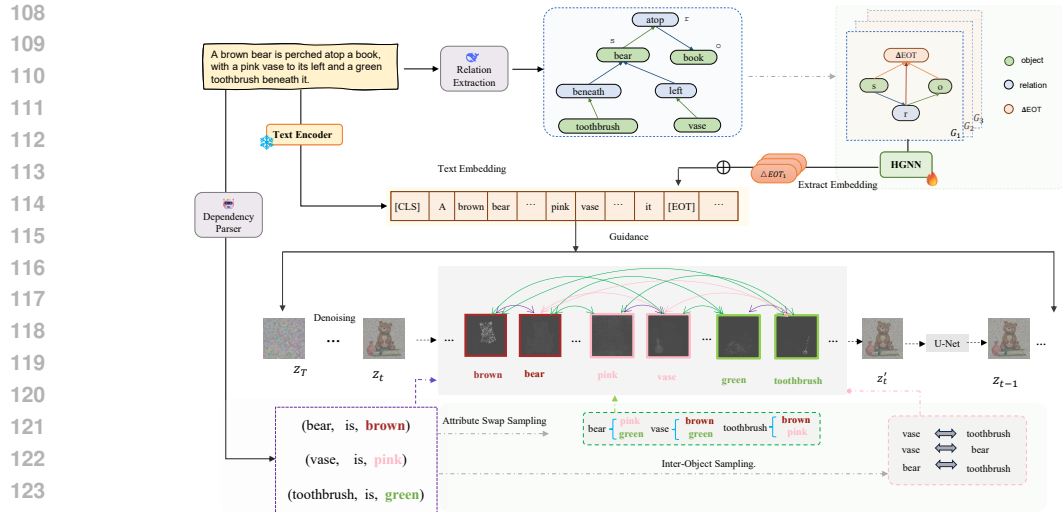 108
109
110
111
112
113
114
115
116
117
118
119
120
121
122
123
A brown bear is perched atop a book,
with a pink vase to its left and a green
toothbrush beneath it.
Relation
Extraction
atop
r
s
bear
book
o
beneath
left
toothbrush
vase
ΔEOT
s
o
r
G1
G2
G3
object
relation
ΔEOT
Text Encoder
HGNN
Text Embedding
△EOT1
Extract Embedding
[CLS] A brown bear ... pink vase ... it [EOT] ...
Dependency
Parser
Guidance
Denoising
...
...
...
...
...
...
U-Net
...
zT
zt
brown
bear
pink
vase
green
toothbrush
z't
zt−1
(bear, is, brown)
(vase, is, pink)
(toothbrush, is, green)
Attribute Swap Sampling
bear pink green
vase brown green
toothbrush brown pink
Inter-Object Sampling.
vase toothbrush
vase bear
bear toothbrush